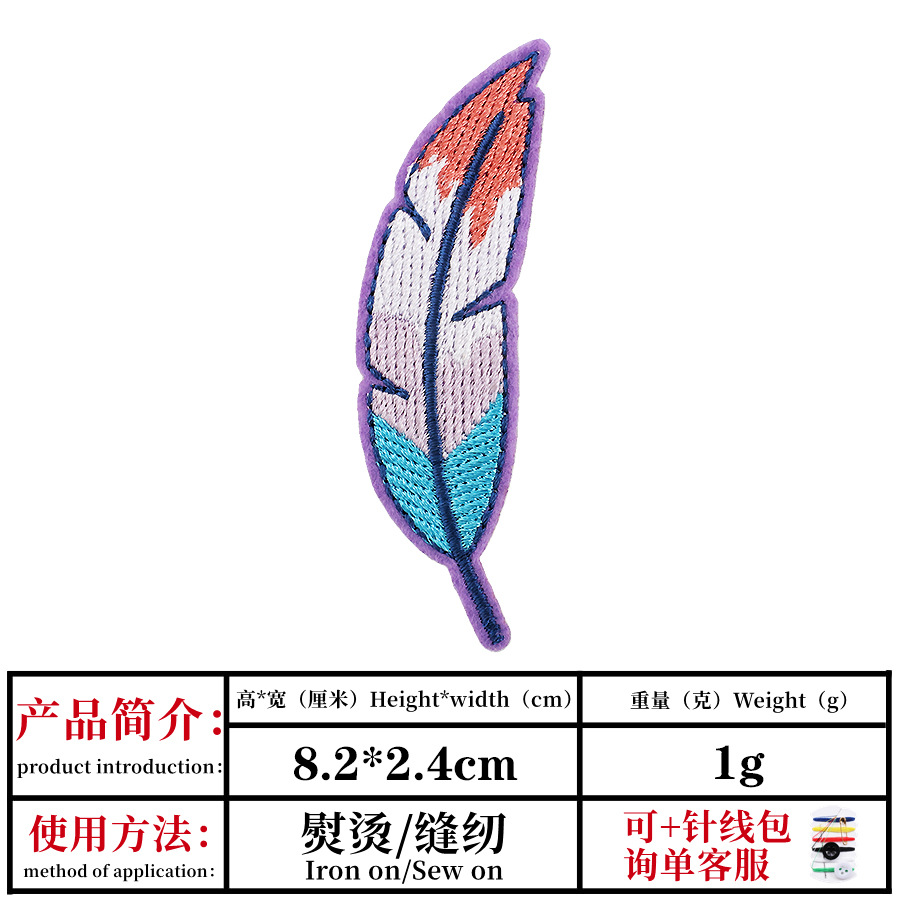 产品简介：
product introduction：
高*宽（厘米）Height*width（cm）
重量（克）Weight（g）
8.2*2.4cm
1g
使用方法：
method of application：
熨烫/缝纫
Iron on/Sew on
可+针线包
询单客服